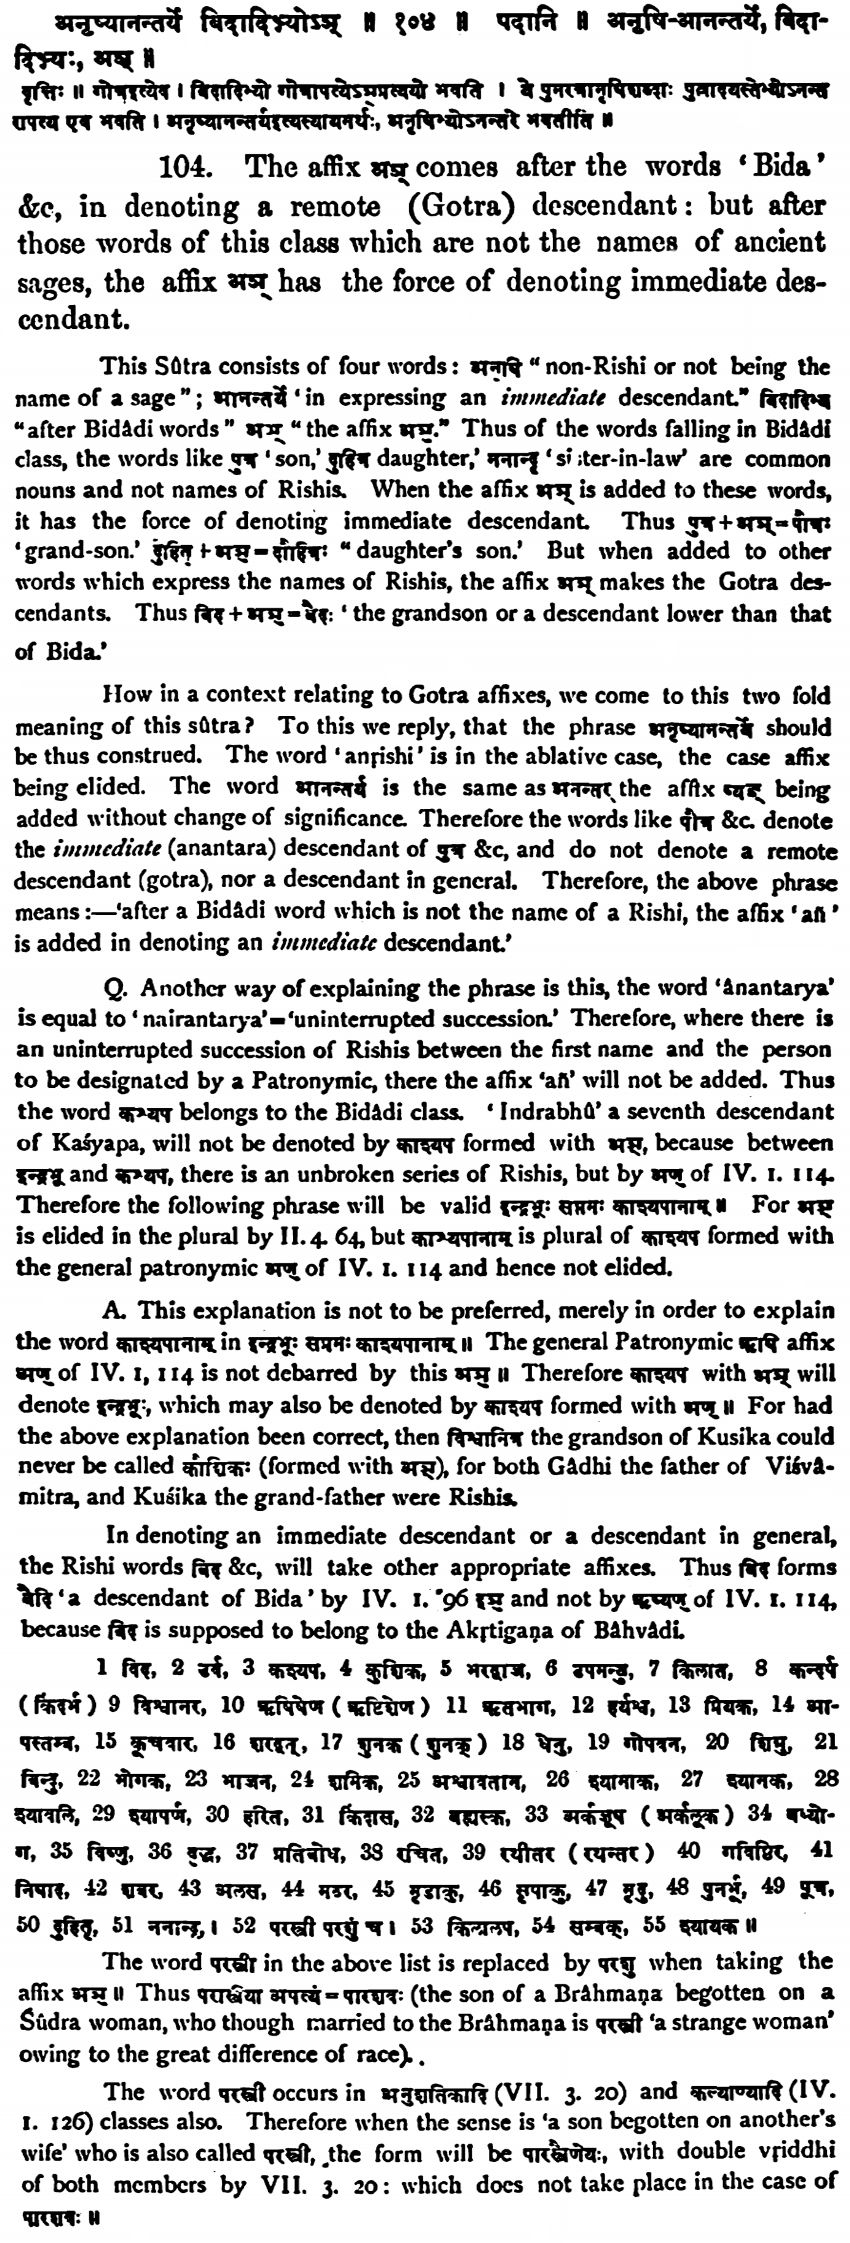 अनृष्यानन्तर्ये बिदादिभ्योऽञ् ॥ १०४ ॥ पदानि ॥ अनृषि-आनन्तर्ये, बिदा-
दिभ्यः, अञ् ॥
वृत्तिः ॥ गोत्रइत्येव । बिदादिभ्यो गोत्रापत्येऽञ्प्रत्ययो भवति । ये पुनरत्रानृषिशब्दाः पुत्रादयस्तेभ्योऽनन्त
रापत्य एव भवति । अनृष्यानन्तर्यइत्यस्यायमर्थः, अनृषिभ्योऽनन्तरे भवतीति ॥
104. The affix अञ् comes after the words ‘Bida’
&c, in denoting a remote (Gotra) descendant: but after
those words of this class which are not the names of ancient
sages, the affix अञ् has the force of denoting immediate des-
cendant.
This Sûtra consists of four words: अनृषि “non-Rishi or not being the
name of a sage”; आनन्तर्ये ‘in expressing an immediate descendant.” बिदादिभ्य
“after Bidâdi words” अञ् “the affix अञ्.” Thus of the words falling in Bidâdi
class, the words like पुत्र ‘son,’ दुहितृ daughter,’ ननान्दृ ‘sister-in-law’ are common
nouns and not names of Rishis. When the affix अञ् is added to these words,
it has the force of denoting immediate descendant. Thus पुत्र+अञ्=पौत्रः
‘grand-son.’ दुहितृ+अञ्=दौहित्रः “daughter's son.’ But when added to other
words which express the names of Rishis, the affix अञ् makes the Gotra des-
cendants. Thus बिद+अञ्=बैदः ‘the grandson or a descendant lower than that
of Bida.’
How in a context relating to Gotra affixes, we come to this two fold
meaning of this sûtra? To this we reply, that the phrase अनृष्यानन्तर्ये should
be thus construed. The word ‘anṛishi’ is in the ablative case, the case affix
being elided. The word आनन्तर्य is the same as अनन्तर, the affix ष्यञ् being
added without change of significance. Therefore the words like पौत्र &c. denote
the immediate (anantara) descendant of पुत्र &c, and do not denote a remote
descendant (gotra), nor a descendant in general. Therefore, the above phrase
means:—‘after a Bidâdi word which is not the name of a Rishi, the affix ‘añ’
is added in denoting an immediate descendant.’
Q. Another way of explaining the phrase is this, the word ‘ânantarya’
is equal to ‘nairantarya’=‘uninterrupted succession.’ Therefore, where there is
an uninterrupted succession of Rishis between the first name and the person
to be designated by a Patronymic, there the affix ‘añ’ will not be added. Thus
the word कश्यप belongs to the Bidâdi class. ‘Indrabhû’ a seventh descendant
of Kaśyapa, will not be denoted by काश्यप formed with अञ्, because between
इन्द्रभू and कश्यप, there is an unbroken series of Rishis, but by अण् of IV. 1. 114.
Therefore the following phrase will be valid इन्द्रभूः सप्तमः काश्यपानाम् ॥ For अञ्
is elided in the plural by II. 4. 64, but काश्यपानाम् is plural of काश्यप formed with
the general patronymic अण् of IV. 1. 114 and hence not elided.
A. This explanation is not to be preferred, merely in order to explain
the word काश्यपानाम् in इन्द्रभूः सप्तमः काश्यपानाम् ॥ The general Patronymic ऋषि affix
अण् of IV. 1, 114 is not debarred by this अञ् ॥ Therefore काश्यप with अञ् will
denote इन्द्रभूः, which may also be denoted by काश्यप formed with अण् ॥ For had
the above explanation been correct, then विश्वामित्र the grandson of Kusika could
never be called कौशिकः (formed with अञ्), for both Gâdhi the father of Viśvâ-
mitra, and Kuśika the grand-father were Rishis.
In denoting an immediate descendant or a descendant in general,
the Rishi words बिद &c, will take other appropriate affixes. Thus बिद forms
बैदि ‘a descendant of Bida’ by IV. 1. 96 इञ् and not by ऋष्यण् of IV. 1. 114,
because बिद is supposed to belong to the Akṛtigaṇa of Bâhvâdi.
1 बिद, 2 उर्व, 3 कश्यप, 4 कुशिक, 5 भरद्वाज, 6 उपमन्यु, 7 किलात, 8 कन्दर्प
(किंदर्भ) 9 विश्वानर, 10 ऋषिषेण (ऋष्टिषेण) 11 ऋतभाग, 12 हर्यश्व, 13 प्रियक, 14 आ-
पस्तम्ब, 15 कूचवार, 16 शरद्वत्, 17 शुनक (शुनक्) 18 धेनु, 19 गोपवन, 20 शिग्रु, 21
बिन्दु, 22 भोगक, 23 भाजन, 24 शमिक, 25 अश्वावतान, 26 श्यामाक, 27 श्यामक, 28
श्यावलि, 29 श्यापर्ण, 30 हरित, 31 किंदास, 32 बह्यस्क, 33 अर्कजूष (अर्कलूक) 34 बध्यो-
ग, 35 विष्णु, 36 वृद्ध, 37 प्रतिबोध, 38 रचित, 39 रथीतर (रथन्तर) 40 गविष्ठिर, 41
निषाद, 42 शबर, 43 अलस, 44 मठर, 45 मृडाकु, 46 सृपाकु, 47 मृदु, 48 पुनर्भू, 49 पुत्र,
50 दुहितृ, 51 ननान्दृ, । 52 परस्त्री परशुं च । 53 कित्प्रलप, 54 सम्बक, 55 श्यायक ॥
The word परस्त्री in the above list is replaced by परशु when taking the
affix अञ् ॥ Thus परस्त्रिया अपत्यं=पारशवः (the son of a Brâhmaṇa begotten on a
Śûdra woman, who though married to the Brâhmaṇa is परस्त्री ‘a strange woman’
owing to the great difference of race).
The word परस्त्री occurs in अनुशतिकादि (VII. 3. 20) and कल्याण्यादि (IV.
1. 126) classes also. Therefore when the sense is ‘a son begotten on another's
wife’ who is also called परस्त्री, the form will be पारस्त्रैणेयः, with double vṛiddhi
of both members by VII. 3. 20: which does not take place in the case of
पारशवः ॥